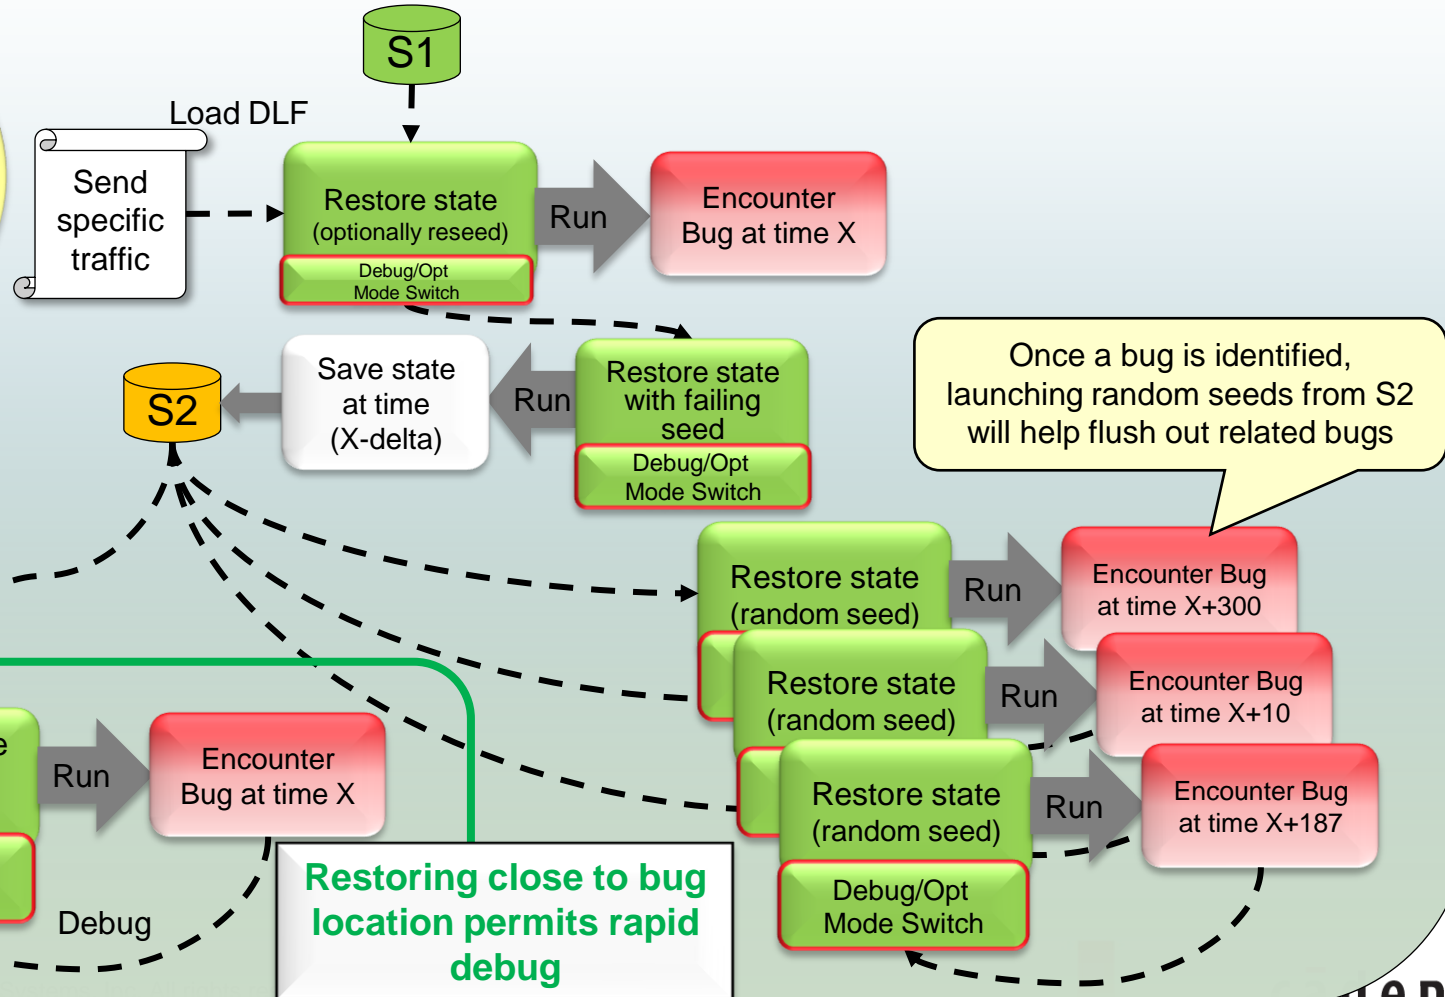 S1
Load DLF
Send
specific
traffic
Restore state
(optionally reseed)
Debug/Opt
Mode Switch
Run
Encounter
Bug at time X
S2
Save state
at time
(X-delta)
Run
Restore state
with failing
seed
Debug/Opt
Mode Switch
Once a bug is identified,
launching random seeds from S2
will help flush out related bugs
Restore state
(random seed)
Run
Encounter Bug
at time X+300
Restore state
(random seed)
Run
Encounter Bug
at time X+10
Restore state
(random seed)
Debug/Opt
Mode Switch
Run
Encounter Bug
at time X+187
Run
Encounter
Bug at time X
Debug
Restoring close to bug
location permits rapid
debug